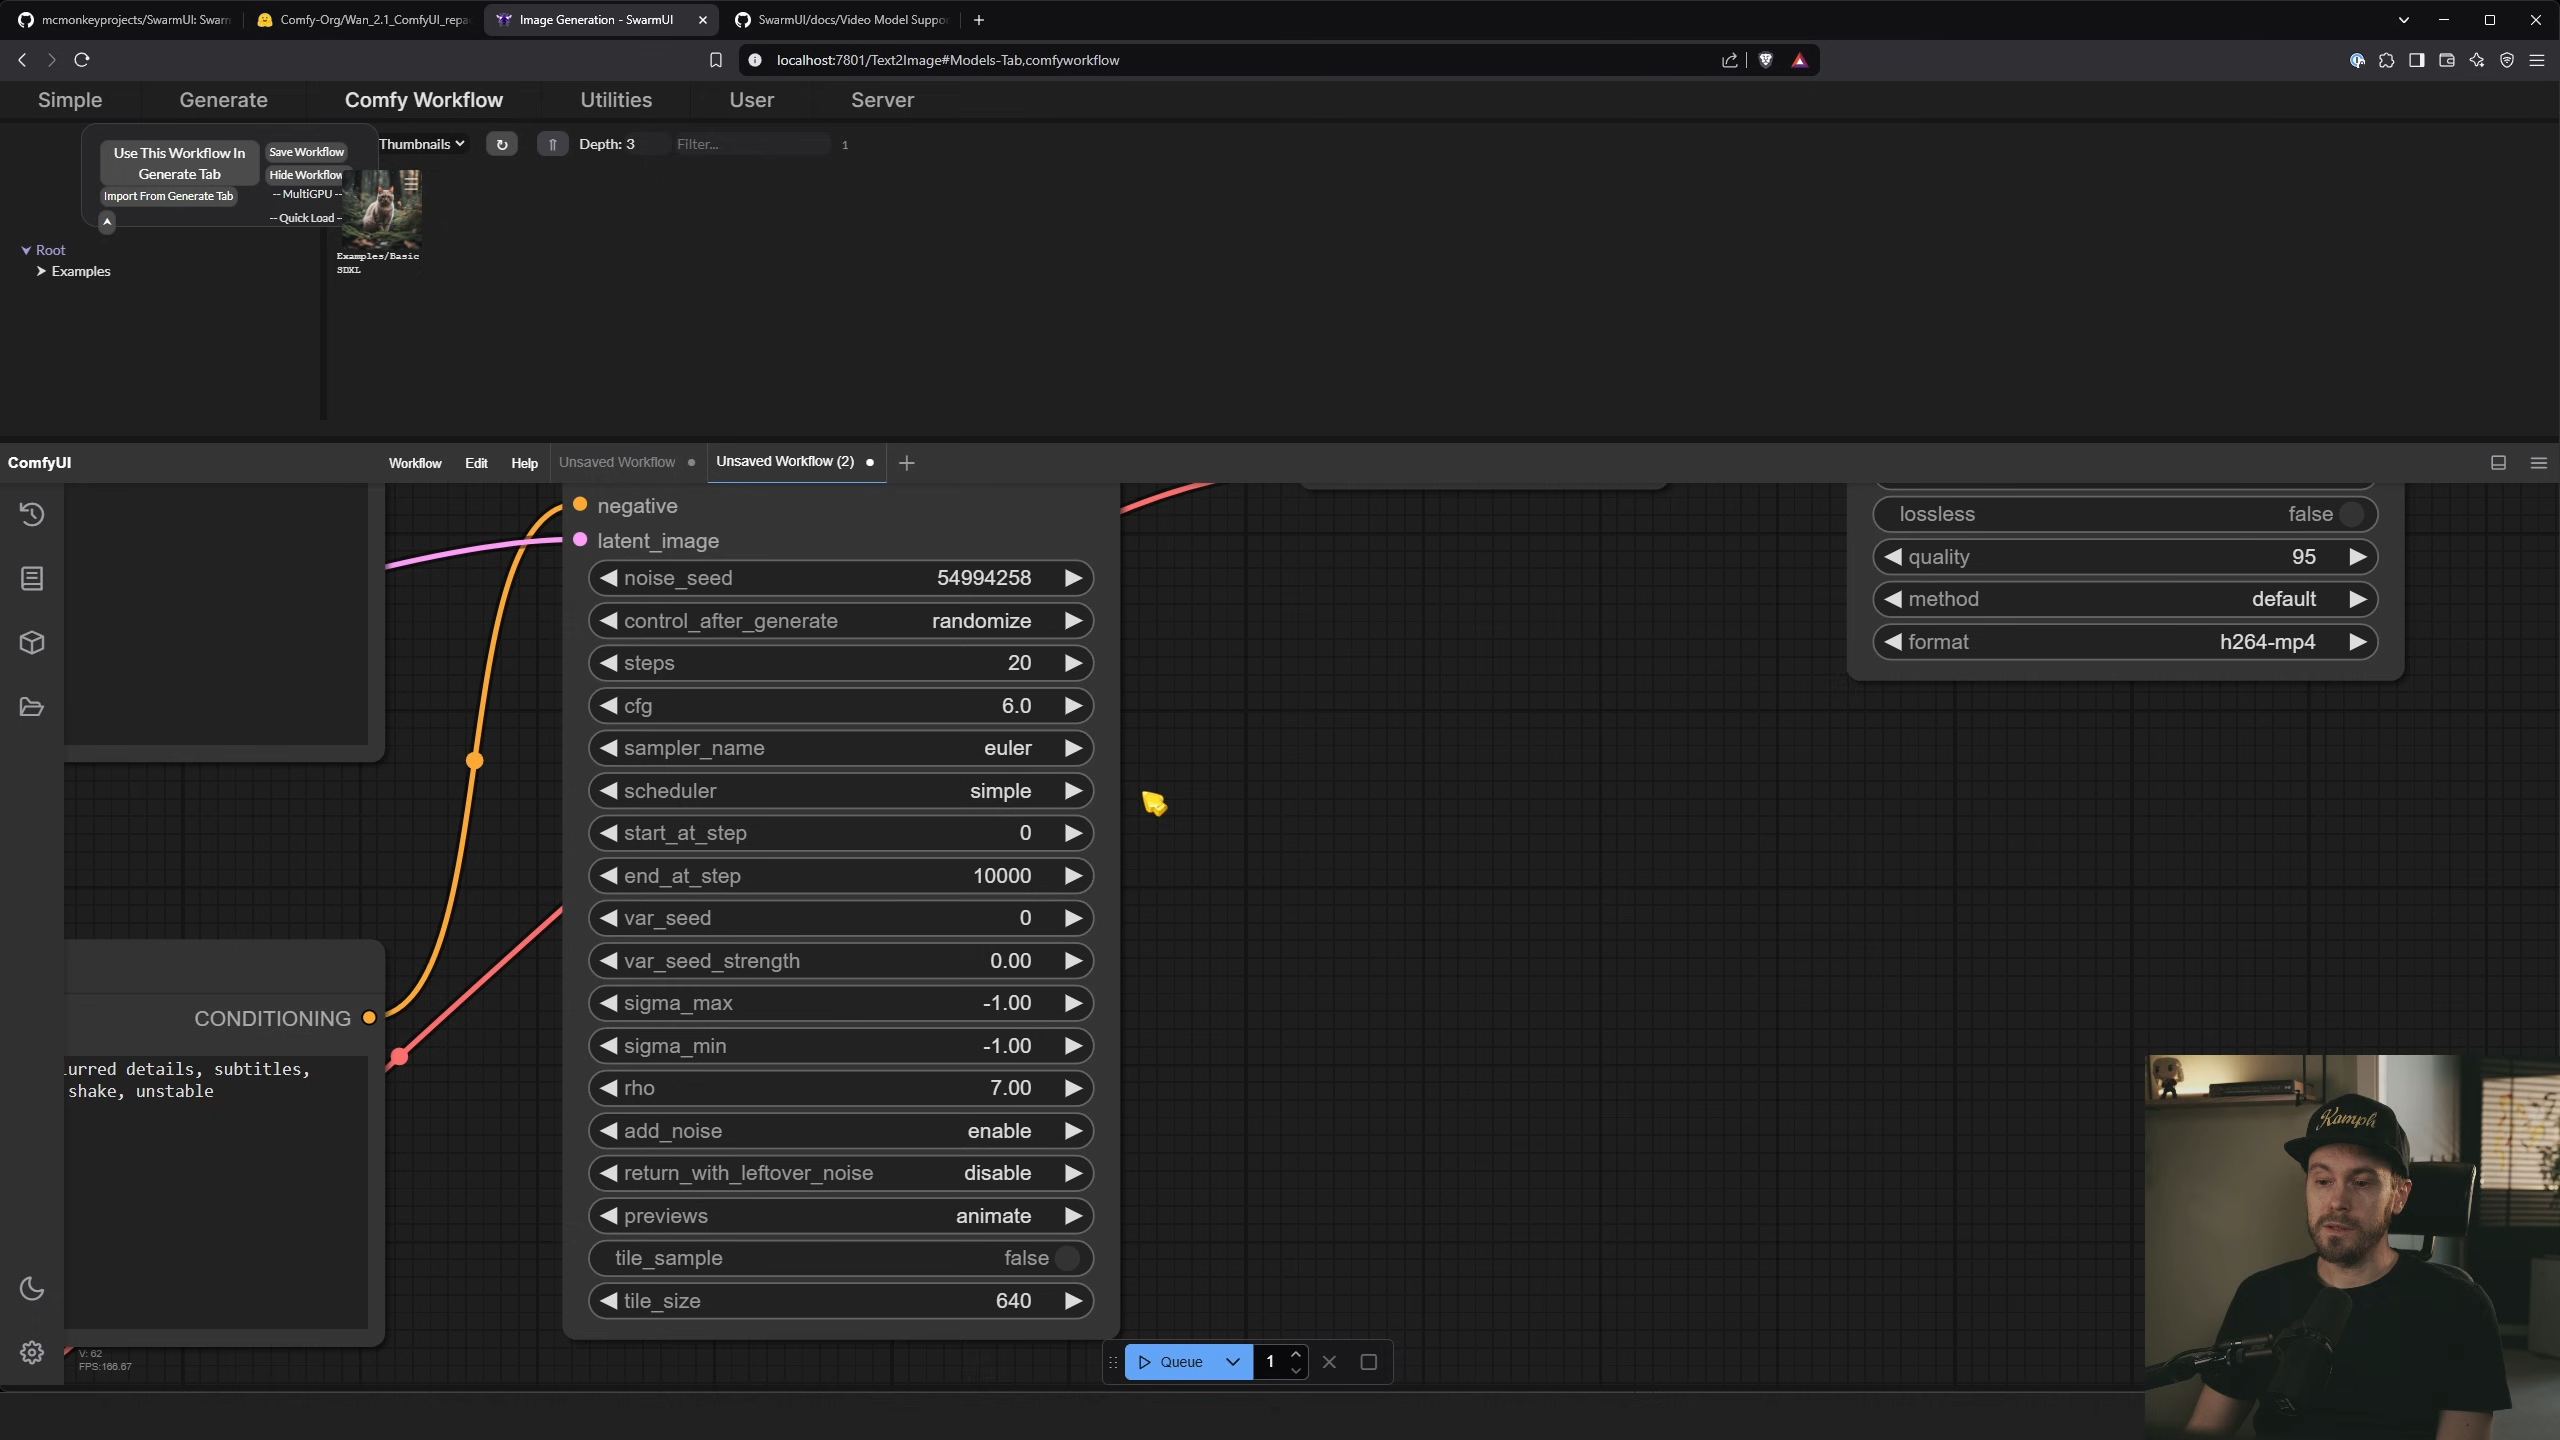 mcmonkeyprojects/SwarmUI: Swarm
Comfy-Org/Wan_2.1_ComfyUI_repa
Image Generation - SwarmUI
SwarmUI/docs/Video Model Suppo
localhost:7801/Text2Image#Models-Tab,comfyworkflow
Simple
Generate
Comfy Workflow
Utilities
User
Server
Use This Workflow In
Generate Tab
Save Workflow
Hide Workflow
Import From Generate Tab
-- MultiGPU --
-- Quick Load --
Thumbnails
Depth: 3
Filter...
1
Examples/Basic
SDXL
Root
Examples
ComfyUI
Workflow
Edit
Help
Unsaved Workflow
Unsaved Workflow (2)
negative
latent_image
noise_seed 54994258
control_after_generate randomize
steps 20
cfg 6.0
sampler_name euler
scheduler simple
start_at_step 0
end_at_step 10000
var_seed 0
var_seed_strength 0.00
sigma_max -1.00
sigma_min -1.00
rho 7.00
add_noise enable
return_with_leftover_noise disable
previews animate
tile_sample false
tile_size 640
lossless false
quality 95
method default
format h264-mp4
CONDITIONING
lurred details, subtitles,
shake, unstable
V: 62
FPS:166.67
Queue
1
Kamph